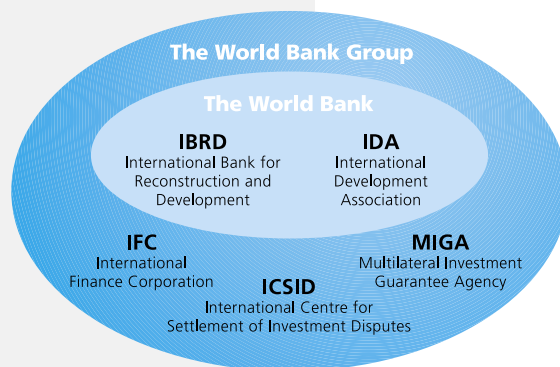 The World Bank Group
The World Bank
IBRD
International Bank for
Reconstruction and
Development
IDA
International
Development
Association
IFC
International
Finance Corporation
ICSID
International Centre for
Settlement of Investment Disputes
MIGA
Multilateral Investment
Guarantee Agency